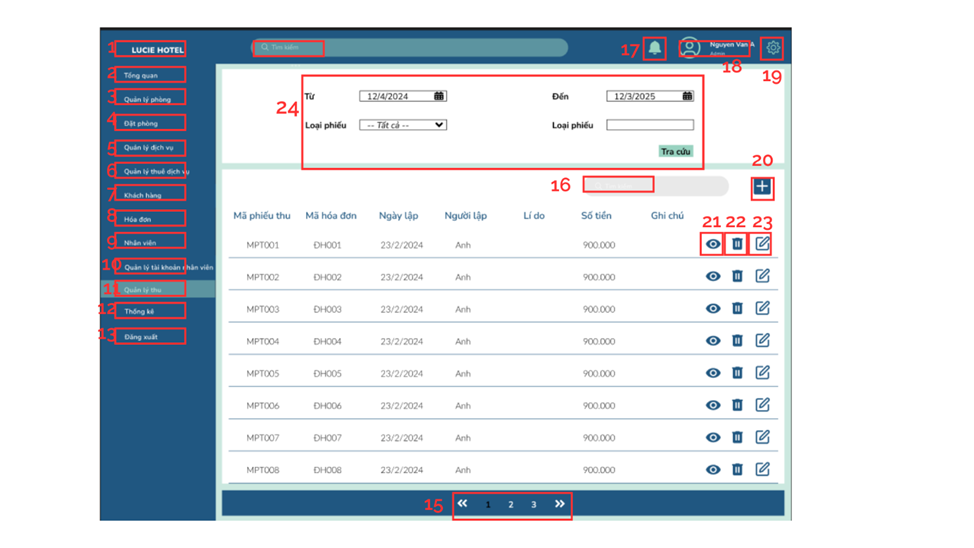 1 LUCIE HOTEL
Tìm kiếm
17
Nguyen Van A
Admin
18
19
2 Tổng quan
3 Quản lý phòng
4 Đặt phòng
5 Quản lý dịch vụ
6 Quản lý thuê dịch vụ
7 Khách hàng
8 Hóa đơn
9 Nhân viên
10 Quản lý tài khoản nhân viên
11 Quản lý thu
12 Thống kê
13 Đăng xuất
24
Từ 12/4/2024 Đến 12/3/2025
Loại phiếu -- Tất cả -- Loại phiếu
Tra cứu
20
16
Mã phiếu thu Mã hóa đơn Ngày lập Người lập Lí do Số tiền Ghi chú
21 22 23
MPT001 ĐH001 23/2/2024 Anh 900.000
MPT002 ĐH002 23/2/2024 Anh 900.000
MPT003 ĐH003 23/2/2024 Anh 900.000
MPT004 ĐH004 23/2/2024 Anh 900.000
MPT005 ĐH005 23/2/2024 Anh 900.000
MPT006 ĐH006 23/2/2024 Anh 900.000
MPT007 ĐH007 23/2/2024 Anh 900.000
MPT008 ĐH008 23/2/2024 Anh 900.000
15 « 1 2 3 »